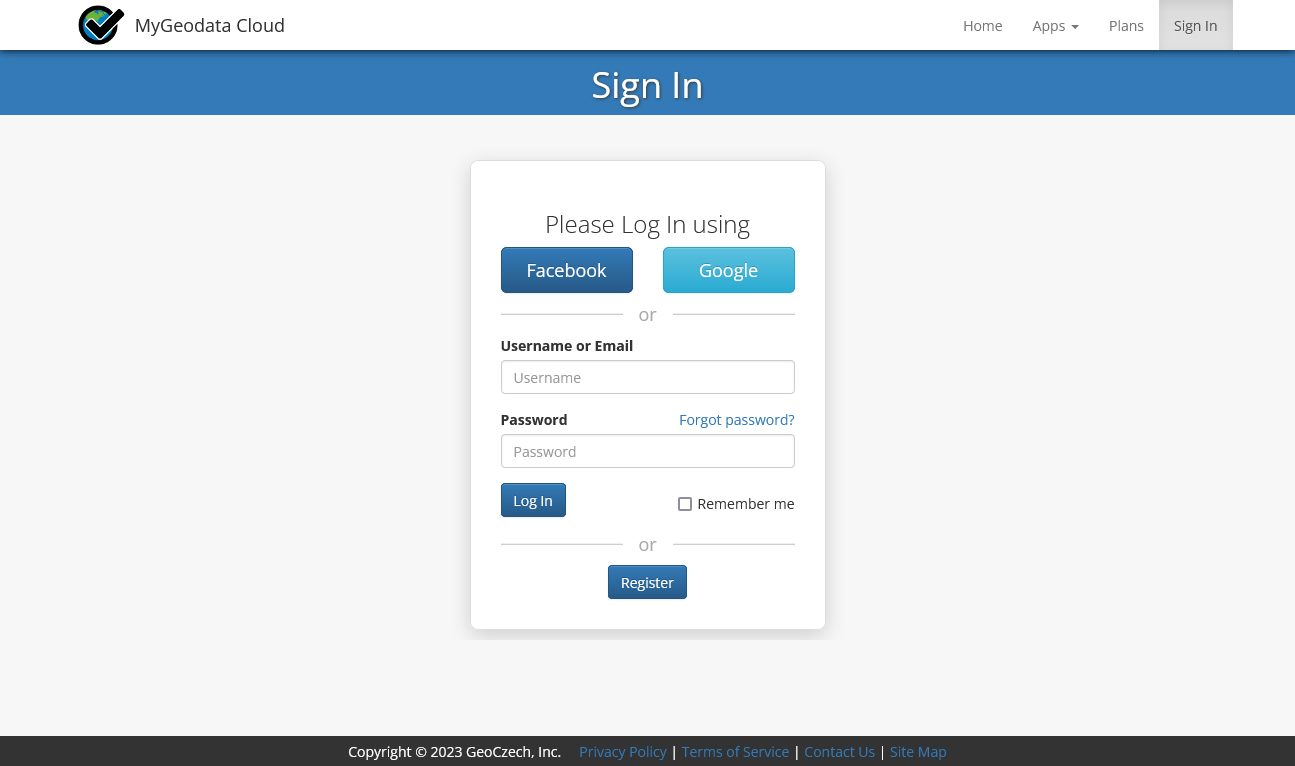 MyGeodata Cloud
Home Apps Plans Sign In
Sign In
Please Log In using
Facebook Google
or
Username or Email
Username
Password Forgot password?
Password
Log In Remember me
or
Register
Copyright © 2023 GeoCzech, Inc. Privacy Policy | Terms of Service | Contact Us | Site Map